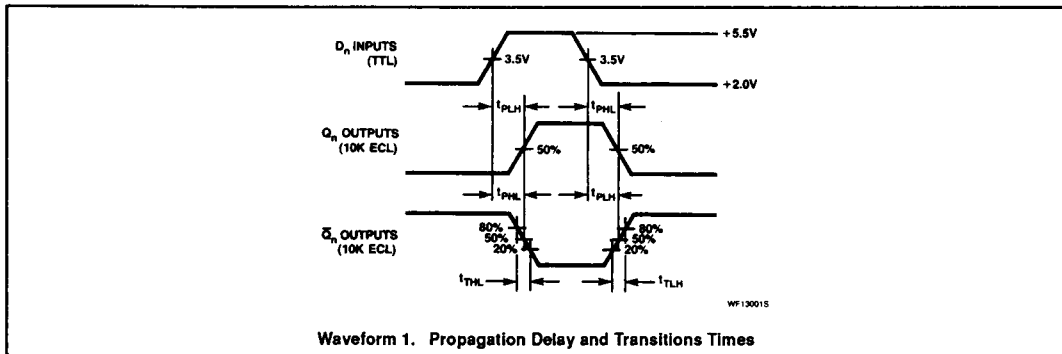 Dn INPUTS
(TTL)
+5.5V
3.5V
3.5V
+2.0V
tPLH
tPHL
Qn OUTPUTS
(10K ECL)
50%
50%
tPHL
tPLH
Q̅n OUTPUTS
(10K ECL)
80%
50%
20%
80%
50%
20%
tTHL
tTLH
WF13001S
Waveform 1. Propagation Delay and Transitions Times